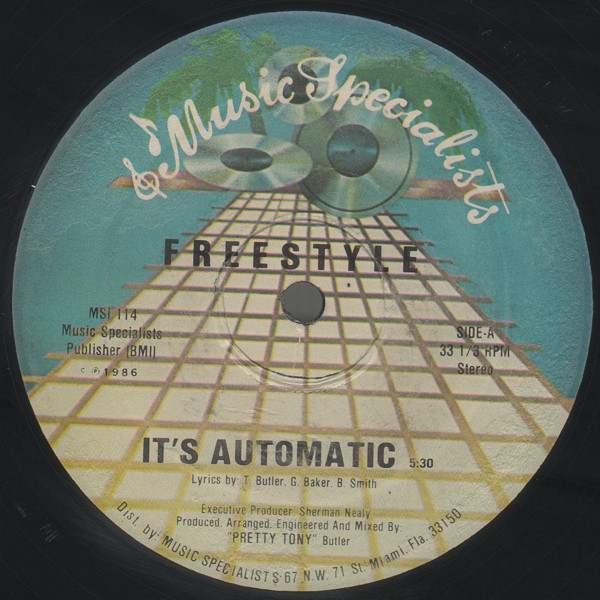 Music Specialists
FREESTYLE
MSI 114
Music Specialists
Publisher [BMI]
© ℗ 1986
SIDE-A
33 1/3 RPM
Stereo
IT'S AUTOMATIC 5:30
Lyrics by: T. Butler, G. Baker, B. Smith
Executive Producer: Sherman Nealy
Produced, Arranged, Engineered And Mixed By:
"PRETTY TONY" Butler
Dist. by: MUSIC SPECIALISTS 67 N.W. 71 St. Miami, Fla. 33150